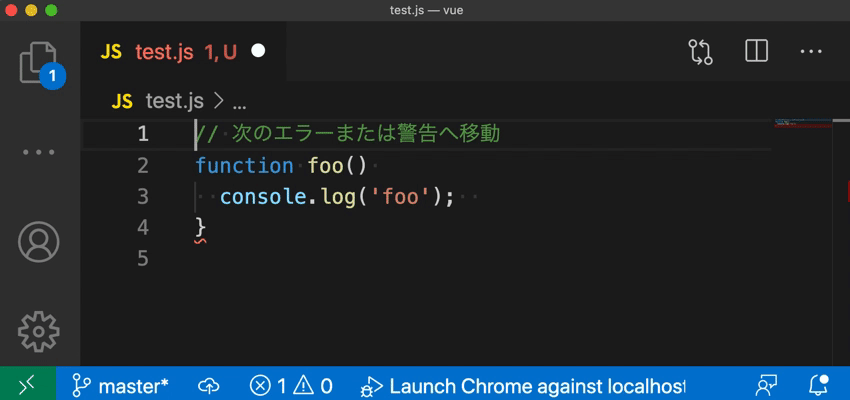 test.js — vue
JS test.js 1, U
1
JS test.js > ...
1 // 次のエラーまたは警告へ移動
2 function foo()
3 console.log('foo');
4 }
5
master* 1 0 Launch Chrome against localhost